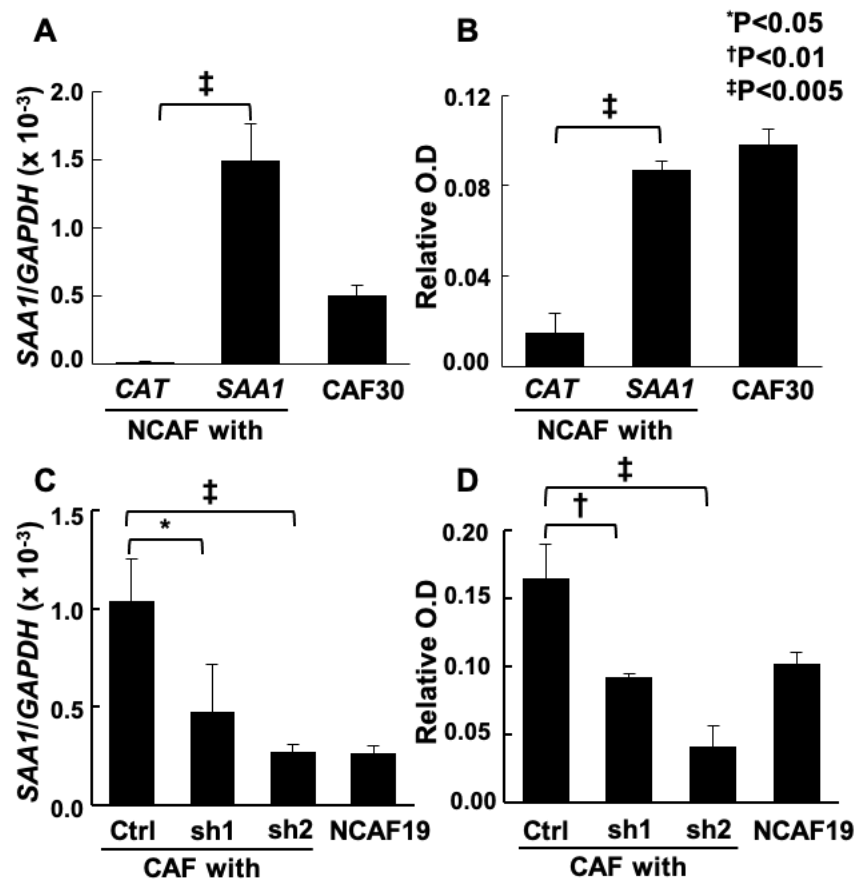 A
SAA1/GAPDH (x 10-3)
2.0
1.5
1.0
0.5
0.0
‡
CAT SAA1 CAF30
NCAF with
B
*P<0.05
†P<0.01
‡P<0.005
Relative O.D
0.12
0.08
0.04
0.00
‡
CAT SAA1 CAF30
NCAF with
C
SAA1/GAPDH (x 10-3)
1.5
1.0
0.5
0.0
‡
*
Ctrl sh1 sh2 NCAF19
CAF with
D
Relative O.D
0.20
0.15
0.10
0.05
0.00
‡
†
Ctrl sh1 sh2 NCAF19
CAF with